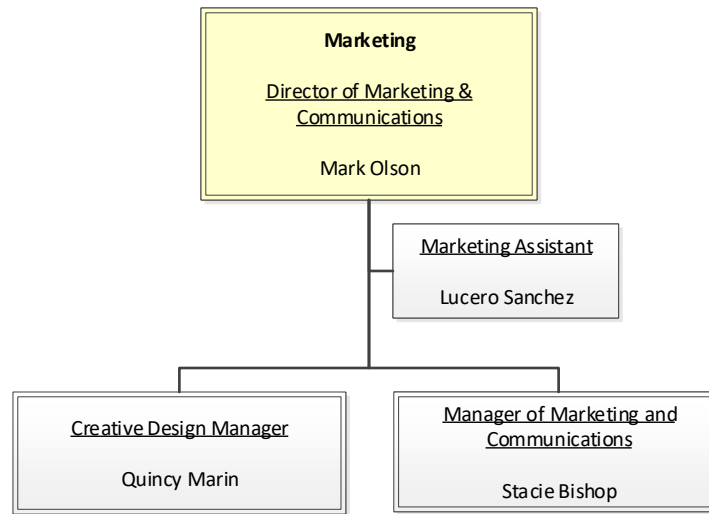 Marketing
Director of Marketing &
Communications
Mark Olson
Marketing Assistant
Lucero Sanchez
Creative Design Manager
Quincy Marin
Manager of Marketing and
Communications
Stacie Bishop